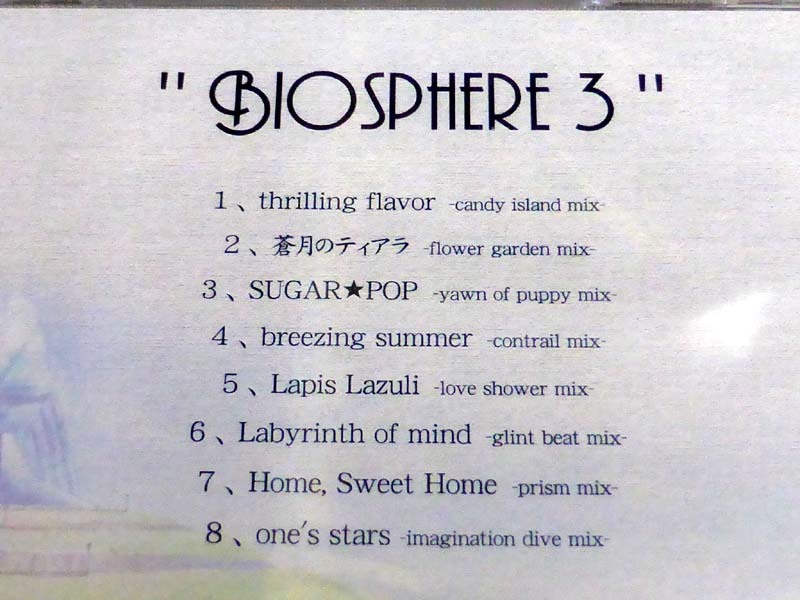 "BIOSPHERE 3"
1、thrilling flavor -candy island mix-
2、蒼月のティアラ -flower garden mix-
3、SUGAR★POP -yawn of puppy mix-
4、breezing summer -contrail mix-
5、Lapis Lazuli -love shower mix-
6、Labyrinth of mind -glint beat mix-
7、Home, Sweet Home -prism mix-
8、one's stars -imagination dive mix-